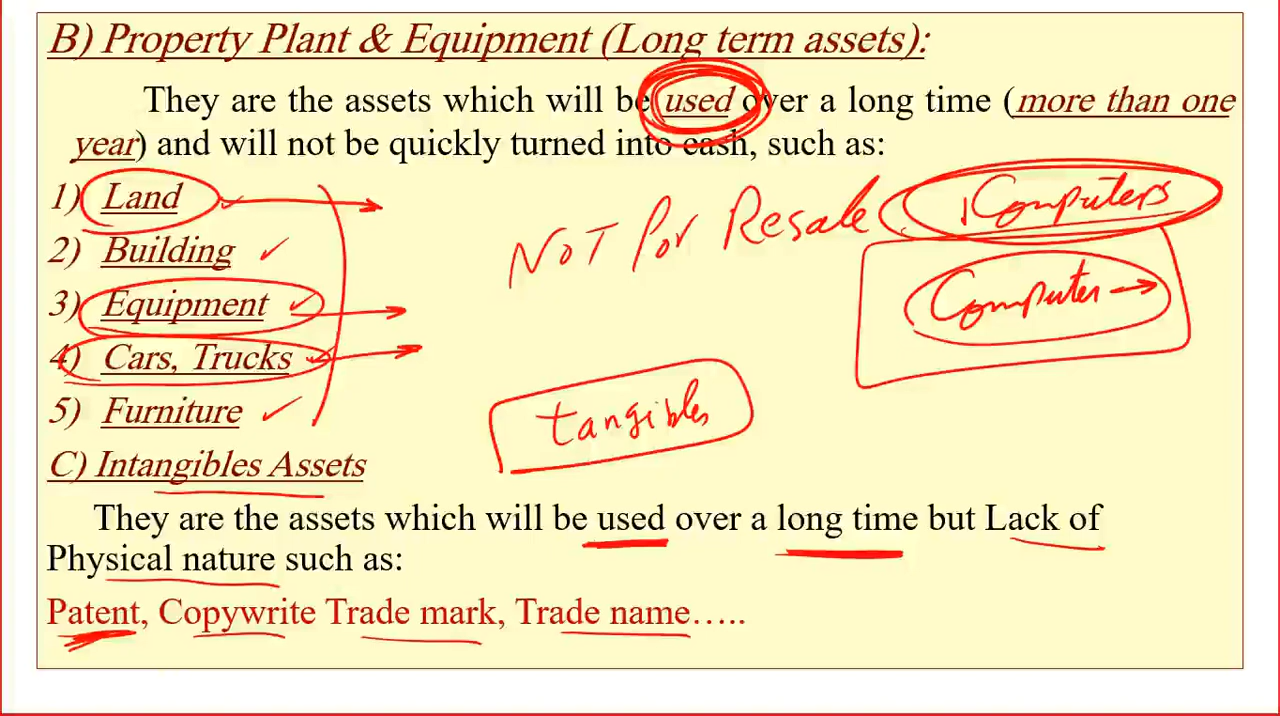 B) Property Plant & Equipment (Long term assets):
They are the assets which will be used over a long time (more than one
year) and will not be quickly turned into cash, such as:
1) Land
2) Building
3) Equipment
4) Cars, Trucks
5) Furniture
NOT For Resale
Computers
Computer
tangibles
C) Intangibles Assets
They are the assets which will be used over a long time but Lack of
Physical nature such as:
Patent, Copywrite Trade mark, Trade name…..